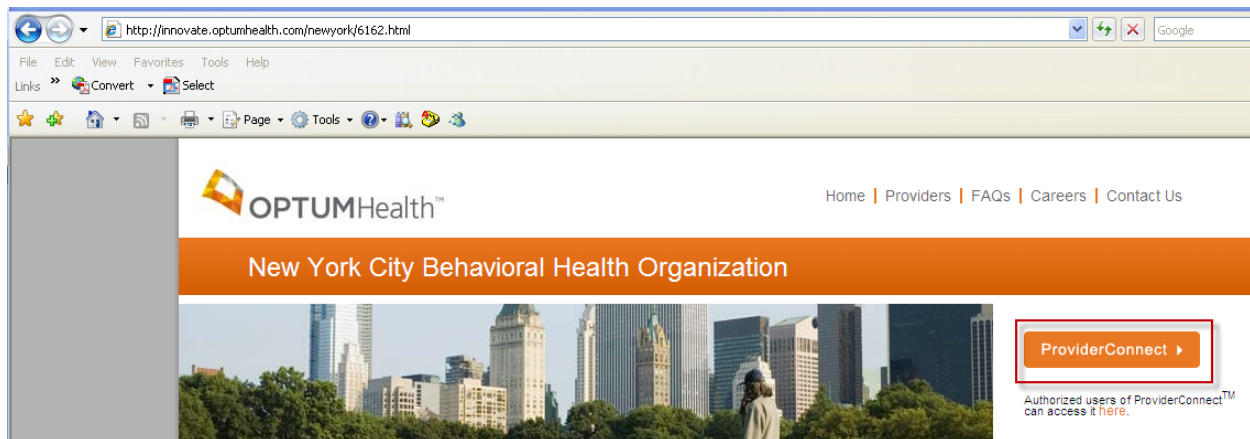 http://innovate.optumhealth.com/newyork/6162.html Google
File Edit View Favorites Tools Help
Links » Convert Select
Page Tools
OPTUMHealth™
Home | Providers | FAQs | Careers | Contact Us
New York City Behavioral Health Organization
ProviderConnect
Authorized users of ProviderConnect™
can access it here.